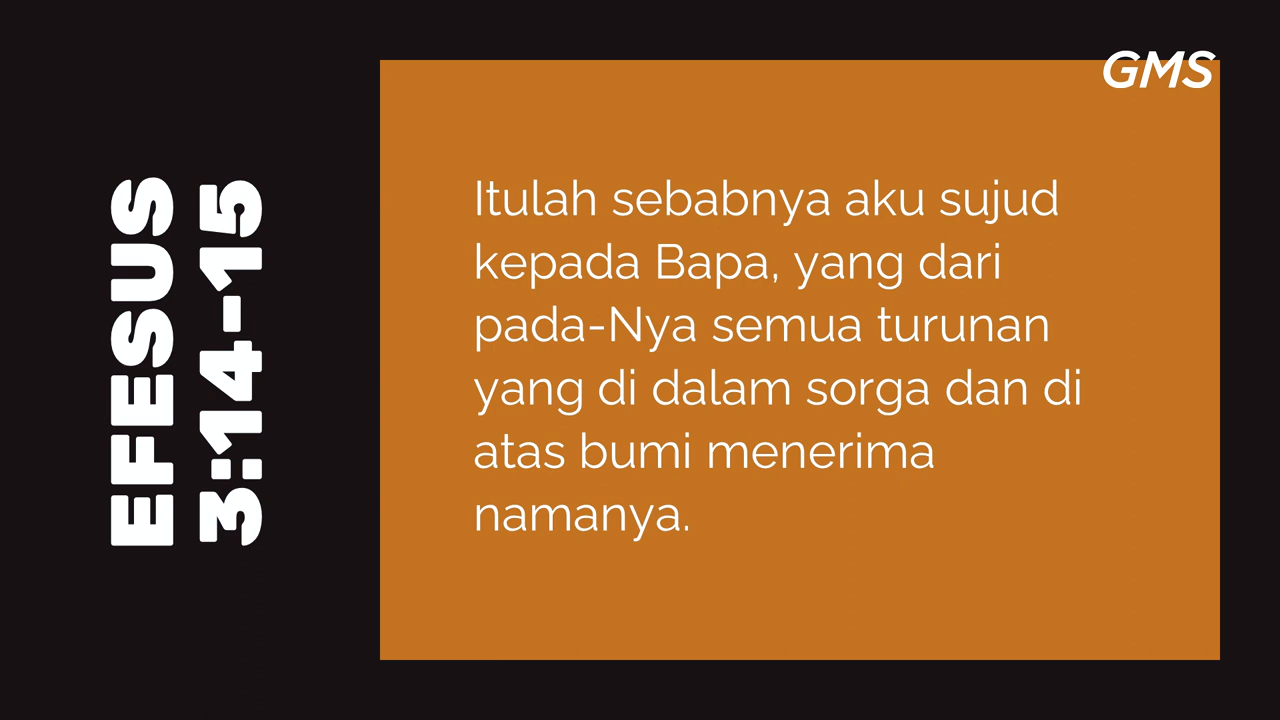 EFESUS
3:14-15
GMS
Itulah sebabnya aku sujud
kepada Bapa, yang dari
pada-Nya semua turunan
yang di dalam sorga dan di
atas bumi menerima
namanya.